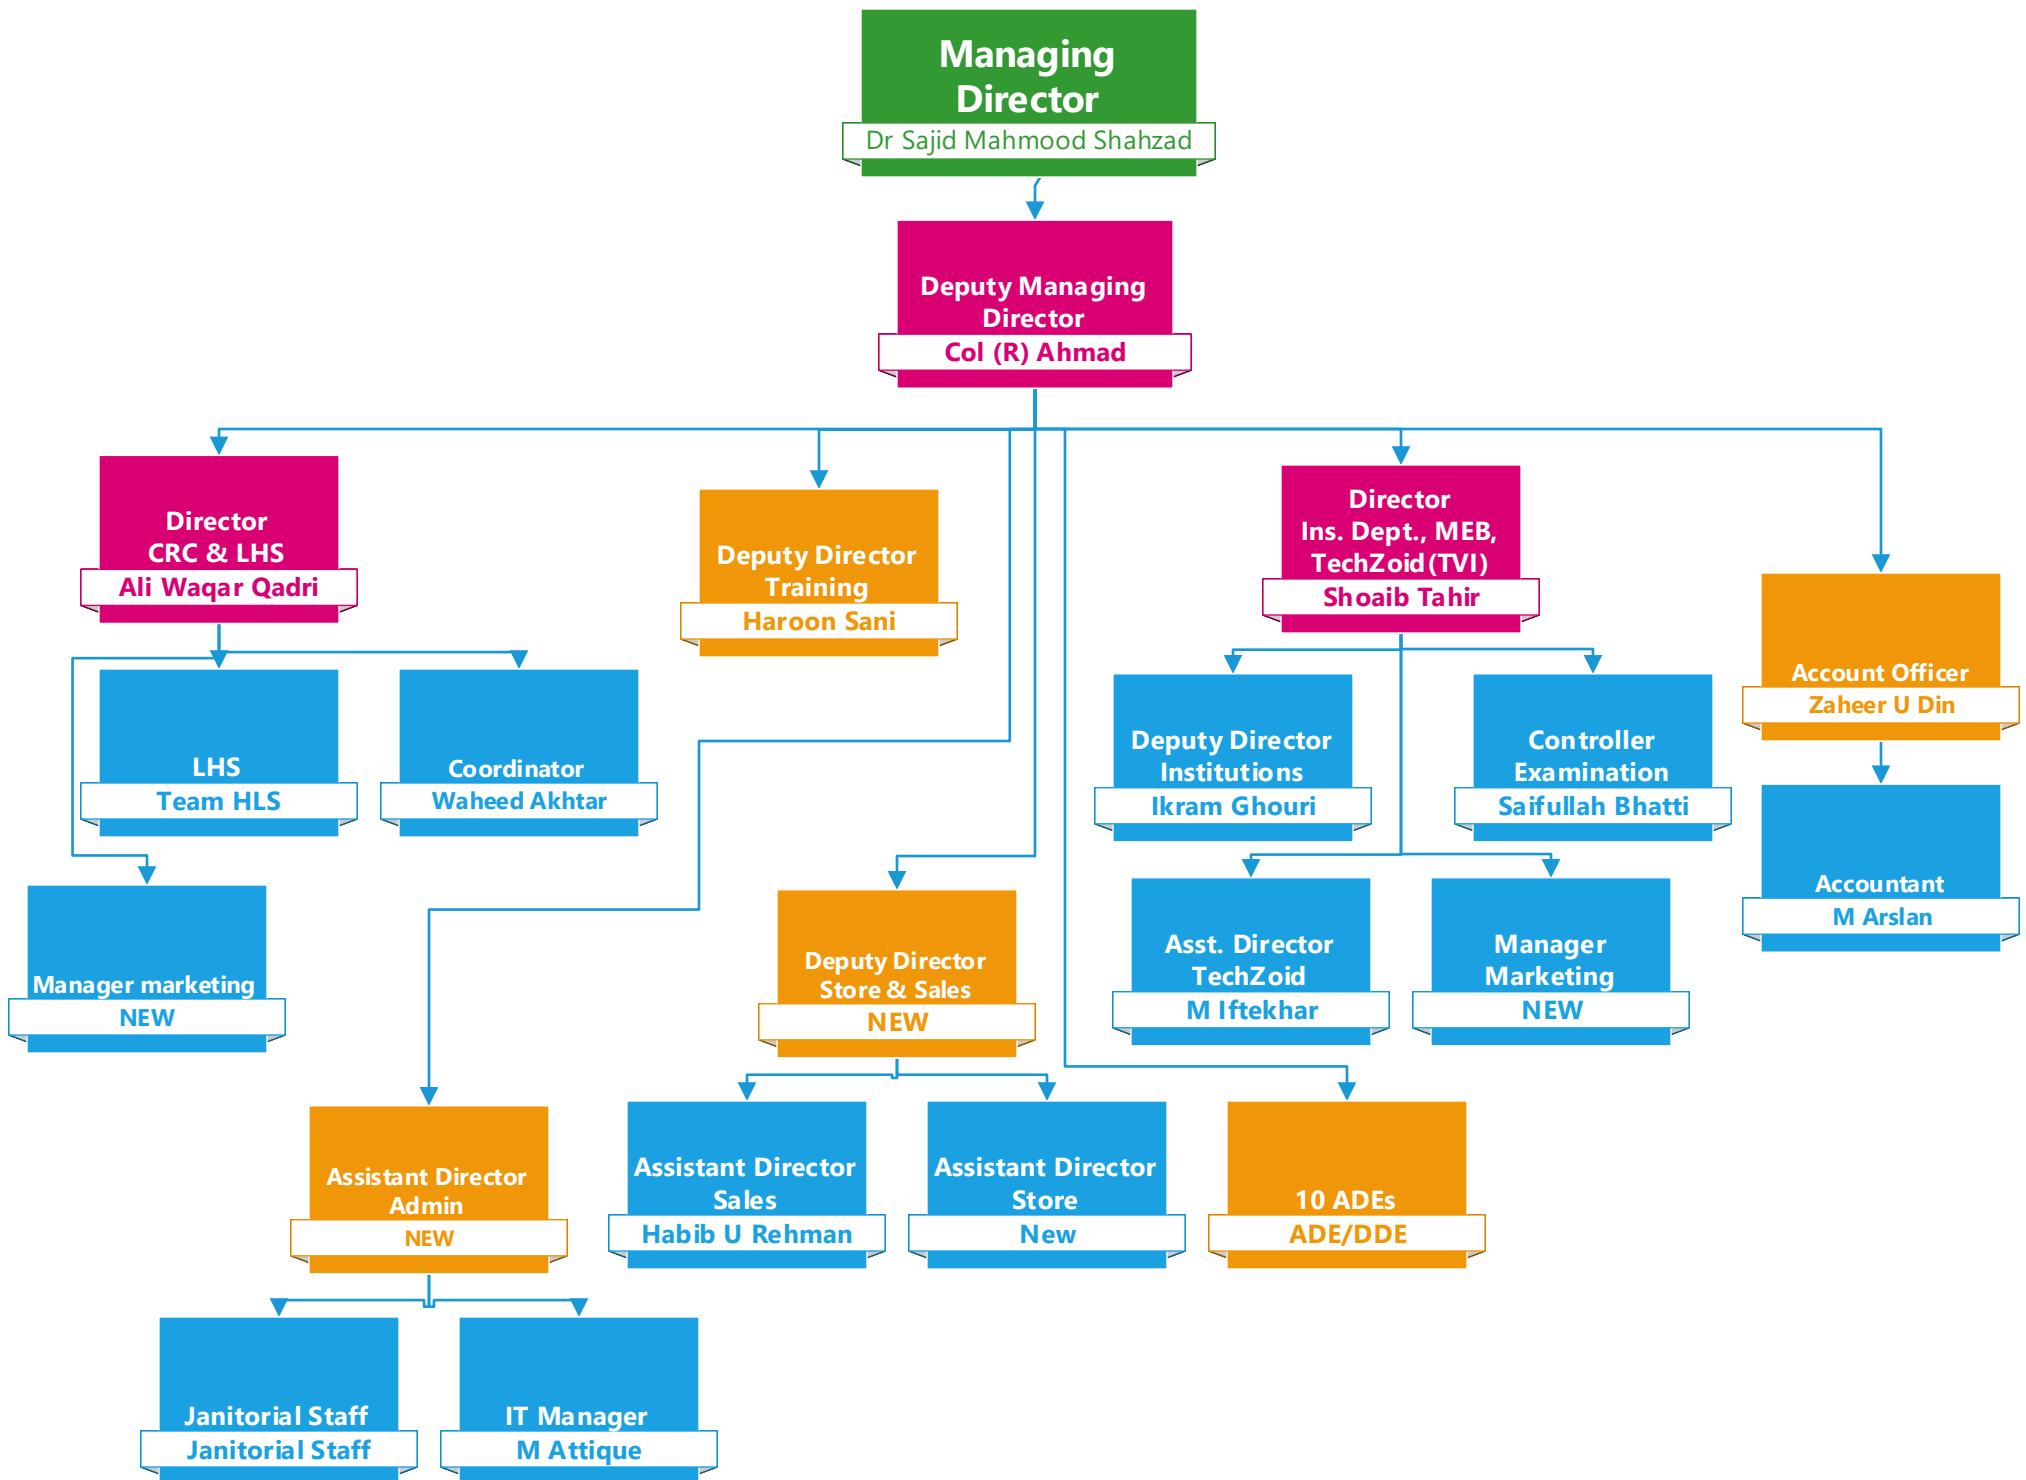 Managing
Director
Dr Sajid Mahmood Shahzad
Deputy Managing
Director
Col (R) Ahmad
Director
CRC & LHS
Ali Waqar Qadri
Deputy Director
Training
Haroon Sani
Director
Ins. Dept., MEB,
TechZoid (TVI)
Shoaib Tahir
Account Officer
Zaheer U Din
LHS
Team HLS
Coordinator
Waheed Akhtar
Deputy Director
Institutions
Ikram Ghouri
Controller
Examination
Saifullah Bhatti
Accountant
M Arslan
Manager marketing
NEW
Deputy Director
Store & Sales
NEW
Asst. Director
TechZoid
M Iftekhar
Manager
Marketing
NEW
Assistant Director
Admin
NEW
Assistant Director
Sales
Habib U Rehman
Assistant Director
Store
New
10 ADEs
ADE/DDE
Janitorial Staff
Janitorial Staff
IT Manager
M Attique